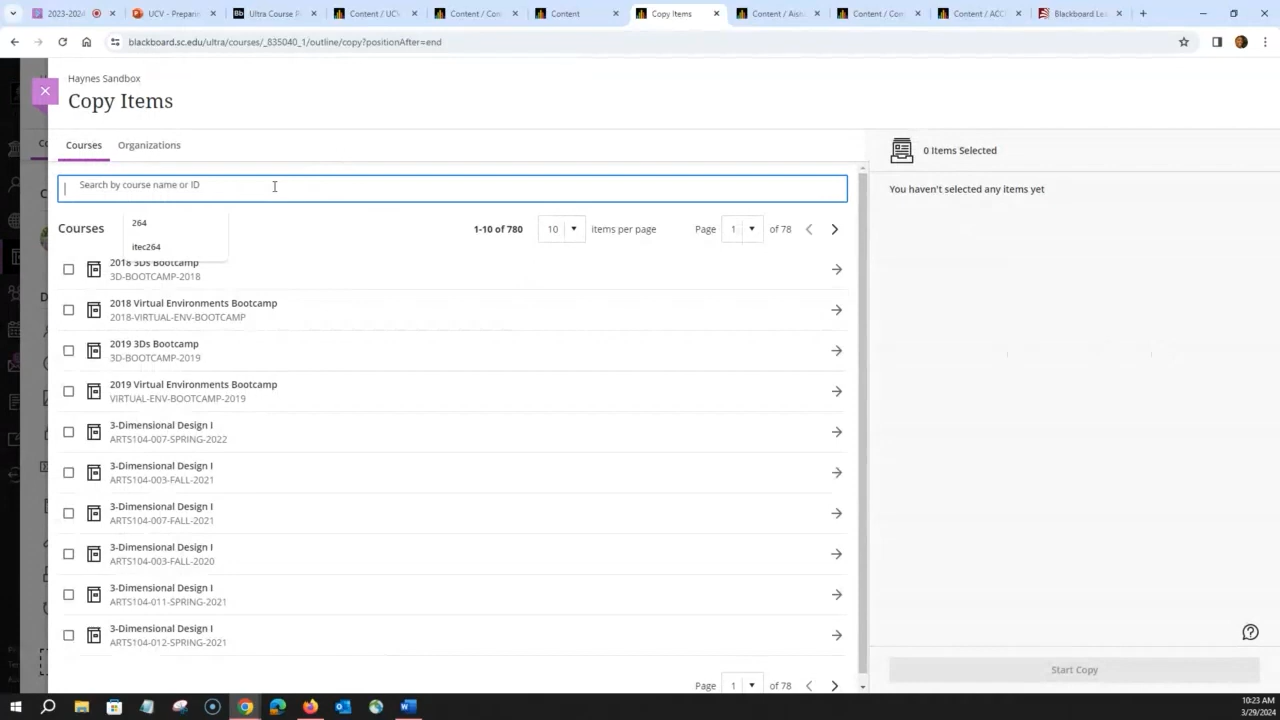 2023-2024
UCV - Preparin
Ultra Course P
Content / UCV
Content / Con
Content
Copy Items
Content / Aish
Content / Con
Content / ACC
Blackboard Lea
blackboard.sc.edu/ultra/courses/_835040_1/outline/copy?positionAfter=end
Haynes Sandbox
Copy Items
Courses
Organizations
0 Items Selected
You haven't selected any items yet
Search by course name or ID
264
itec264
Courses
1-10 of 780
10
items per page
Page
1
of 78
2018 3Ds Bootcamp
3D-BOOTCAMP-2018
2018 Virtual Environments Bootcamp
2018-VIRTUAL-ENV-BOOTCAMP
2019 3Ds Bootcamp
3D-BOOTCAMP-2019
2019 Virtual Environments Bootcamp
VIRTUAL-ENV-BOOTCAMP-2019
3-Dimensional Design I
ARTS104-007-SPRING-2022
3-Dimensional Design I
ARTS104-003-FALL-2021
3-Dimensional Design I
ARTS104-007-FALL-2021
3-Dimensional Design I
ARTS104-003-FALL-2020
3-Dimensional Design I
ARTS104-011-SPRING-2021
3-Dimensional Design I
ARTS104-012-SPRING-2021
Page
1
of 78
Start Copy
10:23 AM
3/29/2024